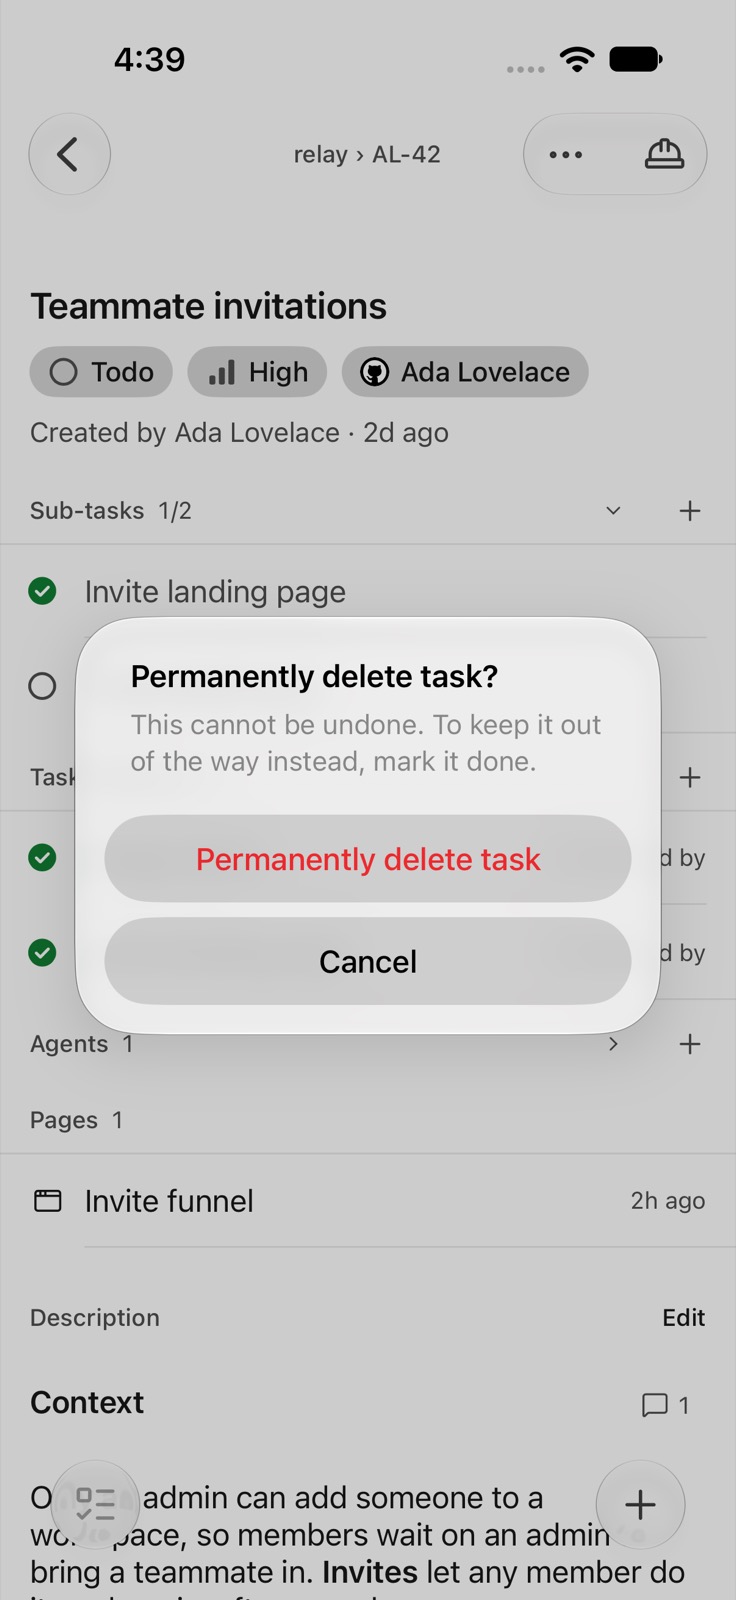 4:39
relay › AL-42
Teammate invitations
Todo
High
Ada Lovelace
Created by Ada Lovelace · 2d ago
Sub-tasks 1/2
Invite landing page
Permanently delete task?
This cannot be undone. To keep it out
of the way instead, mark it done.
Permanently delete task
Cancel
d by
d by
Agents 1
Pages 1
Invite funnel
2h ago
Description
Edit
Context
1
admin can add someone to a
so members wait on an admin
bring a teammate in. Invites let any member do